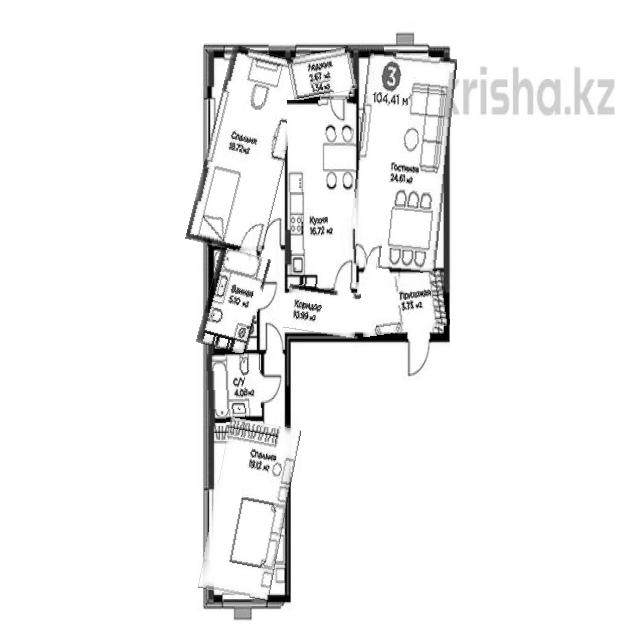 krisha.kz
Лоджия
2.67 м2
1.34 м2
3
104,41 м²
Спальня
18.72 м2
Гостиная
24.61 м2
Кухня
16.72 м2
Ванная
5.10 м2
Коридор
10.99 м2
Прихожая
3.73 м2
С/У
4.08 м2
Спальня
19.12 м2